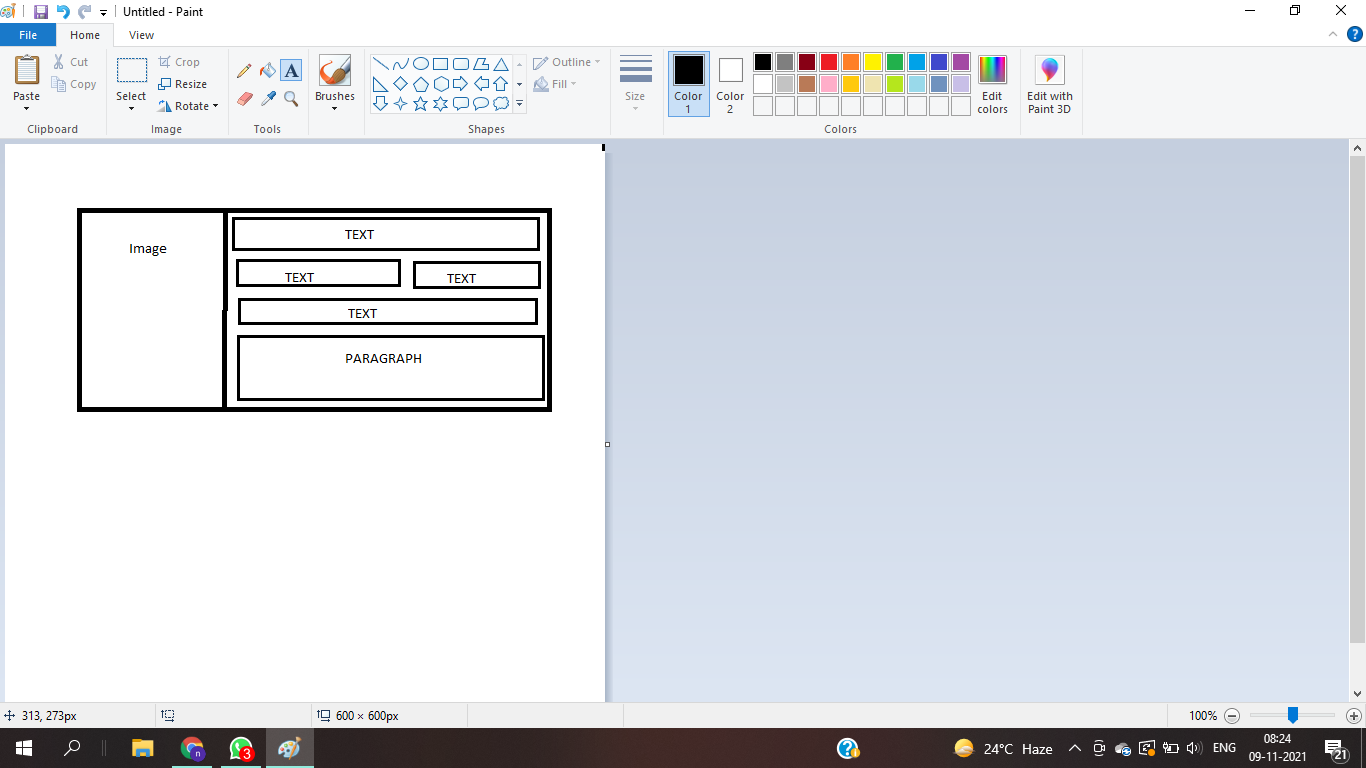 Untitled - Paint
File Home View
Paste
Cut
Copy
Clipboard
Select
Crop
Resize
Rotate
Image
A
Tools
Brushes
Outline
Fill
Shapes
Size
Color 1
Color 2
Edit colors
Colors
Edit with Paint 3D
Image
TEXT
TEXT TEXT
TEXT
PARAGRAPH
313, 273px
600 × 600px
100%
n
3
24°C Haze
ENG
08:24
09-11-2021
21